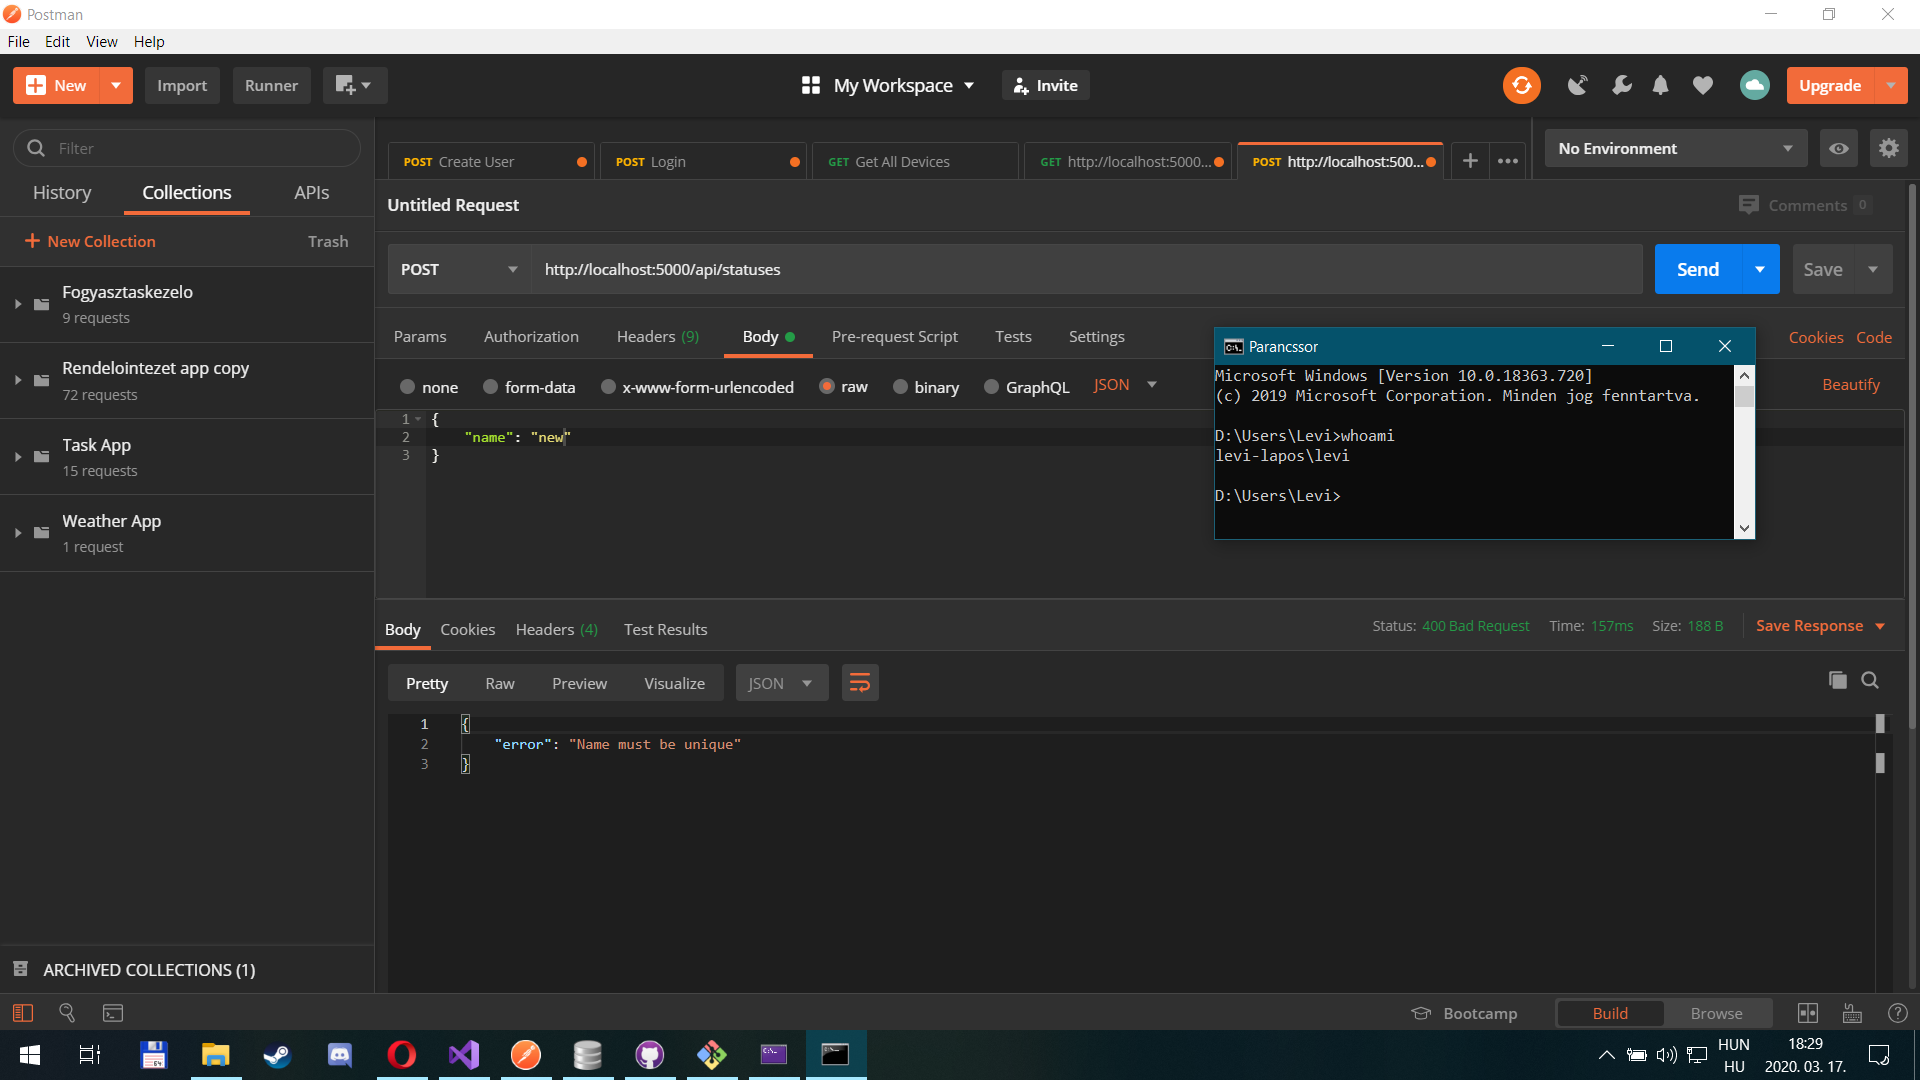 Postman
File Edit View Help
New Import Runner My Workspace Invite Upgrade
Filter
History Collections APIs
New Collection Trash
Fogyasztaskezelo
9 requests
Rendelointezet app copy
72 requests
Task App
15 requests
Weather App
1 request
ARCHIVED COLLECTIONS (1)
POST Create User POST Login GET Get All Devices GET http://localhost:5000... POST http://localhost:500... No Environment
Untitled Request Comments 0
POST http://localhost:5000/api/statuses Send Save
Params Authorization Headers (9) Body Pre-request Script Tests Settings Cookies Code
none form-data x-www-form-urlencoded raw binary GraphQL JSON Beautify
1 {
2 "name": "new"
3 }
Parancssor
Microsoft Windows [Version 10.0.18363.720]
(c) 2019 Microsoft Corporation. Minden jog fenntartva.
D:\Users\Levi>whoami
levi-lapos\levi
D:\Users\Levi>
Body Cookies Headers (4) Test Results Status: 400 Bad Request Time: 157ms Size: 188 B Save Response
Pretty Raw Preview Visualize JSON
1 {
2 "error": "Name must be unique"
3 }
Bootcamp Build Browse
64
HUN 18:29
HU 2020. 03. 17.